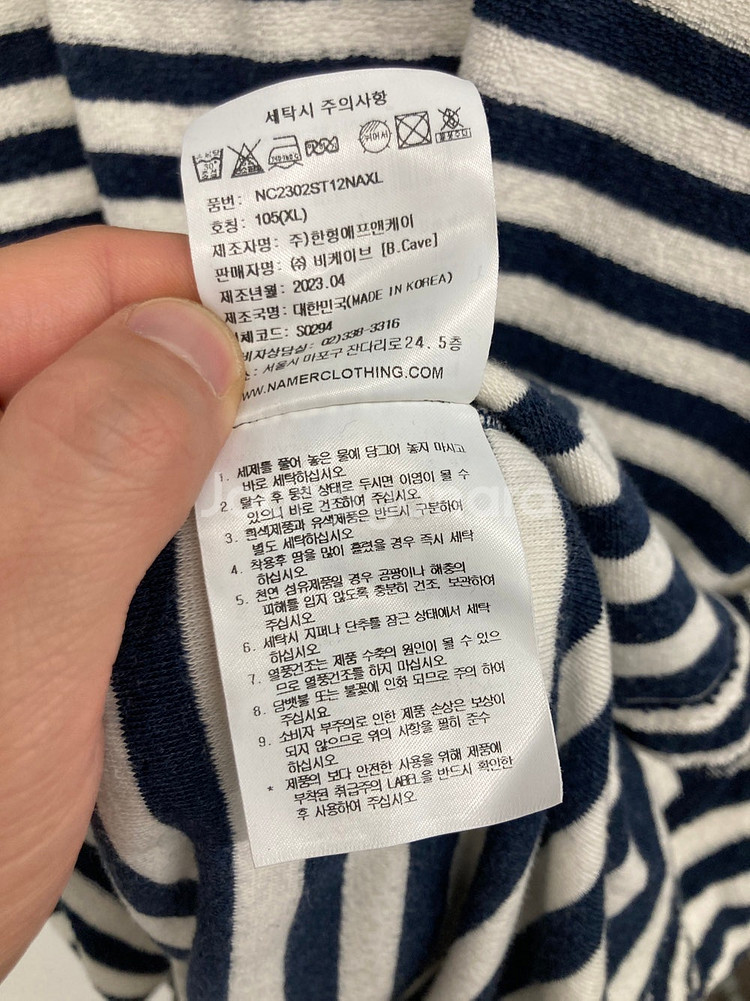 세탁시 주의사항
품번: NC2302ST12NAXL
호칭: 105(XL)
제조자명: 주)한형에프앤케이
판매자명: ㈜ 비케이브 [B.Cave]
제조년월: 2023.04
제조국명: 대한민국(MADE IN KOREA)
체코드: S0294
비자상담실: 02)338-3316
: 서울시 마포구 잔다리로24, 5층
WW.NAMERCLOTHING.COM
1. 세제를 풀어 놓은 물에 담그어 놓지 마시고
바로 세탁하십시오
2. 탈수 후 뭉친 상태로 두시면 이염이 될 수
있으니 바로 건조하여 주십시오.
3. 흰색제품과 유색제품은 반드시 구분하여
별도 세탁하십시오
4. 착용후 땀을 많이 흘렸을 경우 즉시 세탁
하십시오.
5. 천연 섬유제품일 경우 곰팡이나 해충의
피해를 입지 않도록 충분히 건조, 보관하여
주십시오
6. 세탁시 지퍼나 단추를 잠근 상태에서 세탁
하십시오.
7. 열풍건조는 제품 수축의 원인이 될 수 있으
므로 열풍건조를 하지 마십시오.
8. 담뱃불 또는 불꽃에 인화 되므로 주의 하여
주십시요
9. 소비자 부주의로 인한 제품 손상은 보상이
되지 않으므로 위의 사항을 필히 준수
하십시오
* 제품의 보다 안전한 사용을 위해 제품에
부착된 취급주의 LABEL을 반드시 확인한
후 사용하여 주십시오.